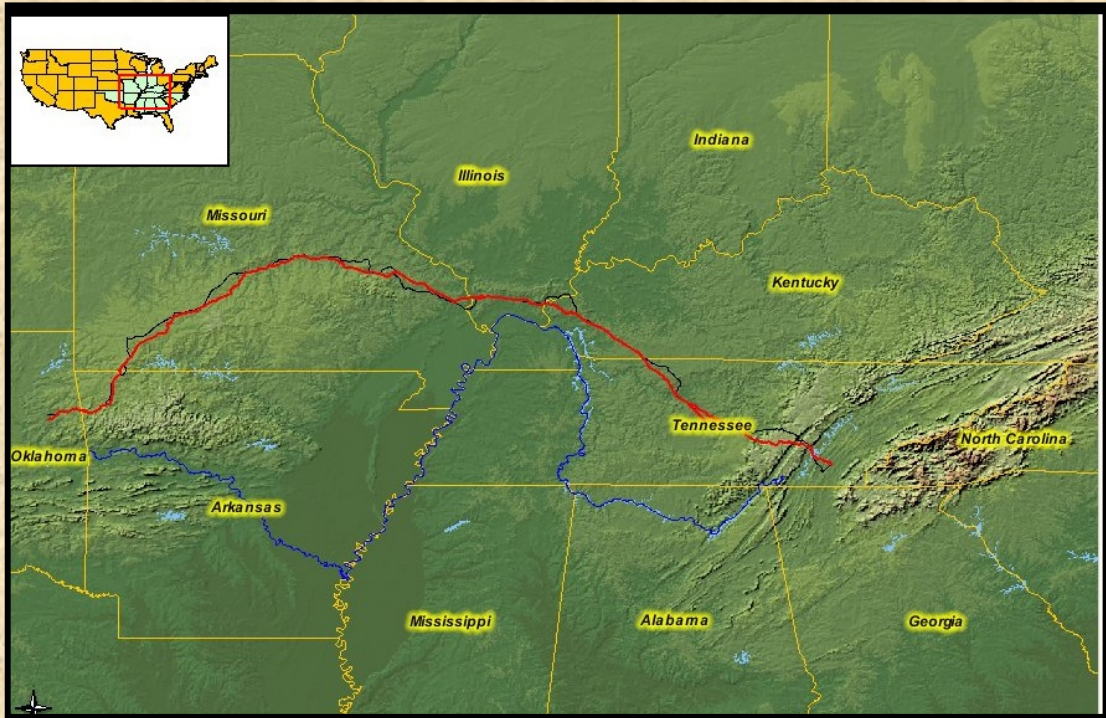 Indiana
Illinois
Missouri
Kentucky
Tennessee
North Carolina
Oklahoma
Arkansas
Mississippi
Alabama
Georgia